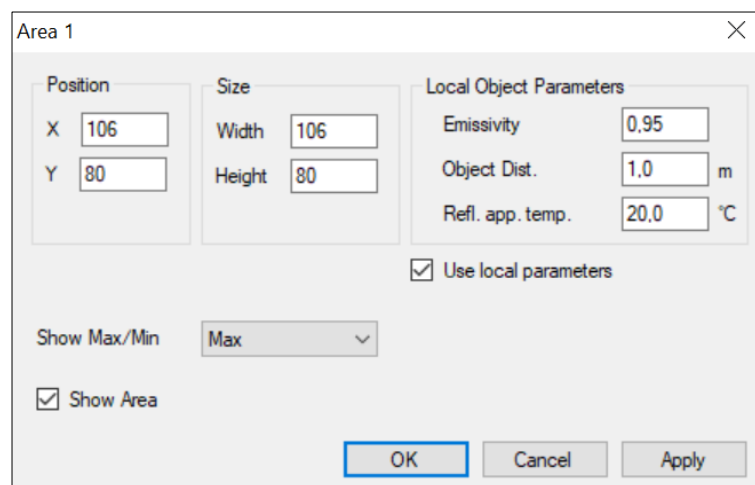 Area 1
Position
X 106
Y 80
Size
Width 106
Height 80
Local Object Parameters
Emissivity 0,95
Object Dist. 1,0 m
Refl. app. temp. 20,0 °C
Use local parameters
Show Max/Min Max
Show Area
OK Cancel Apply